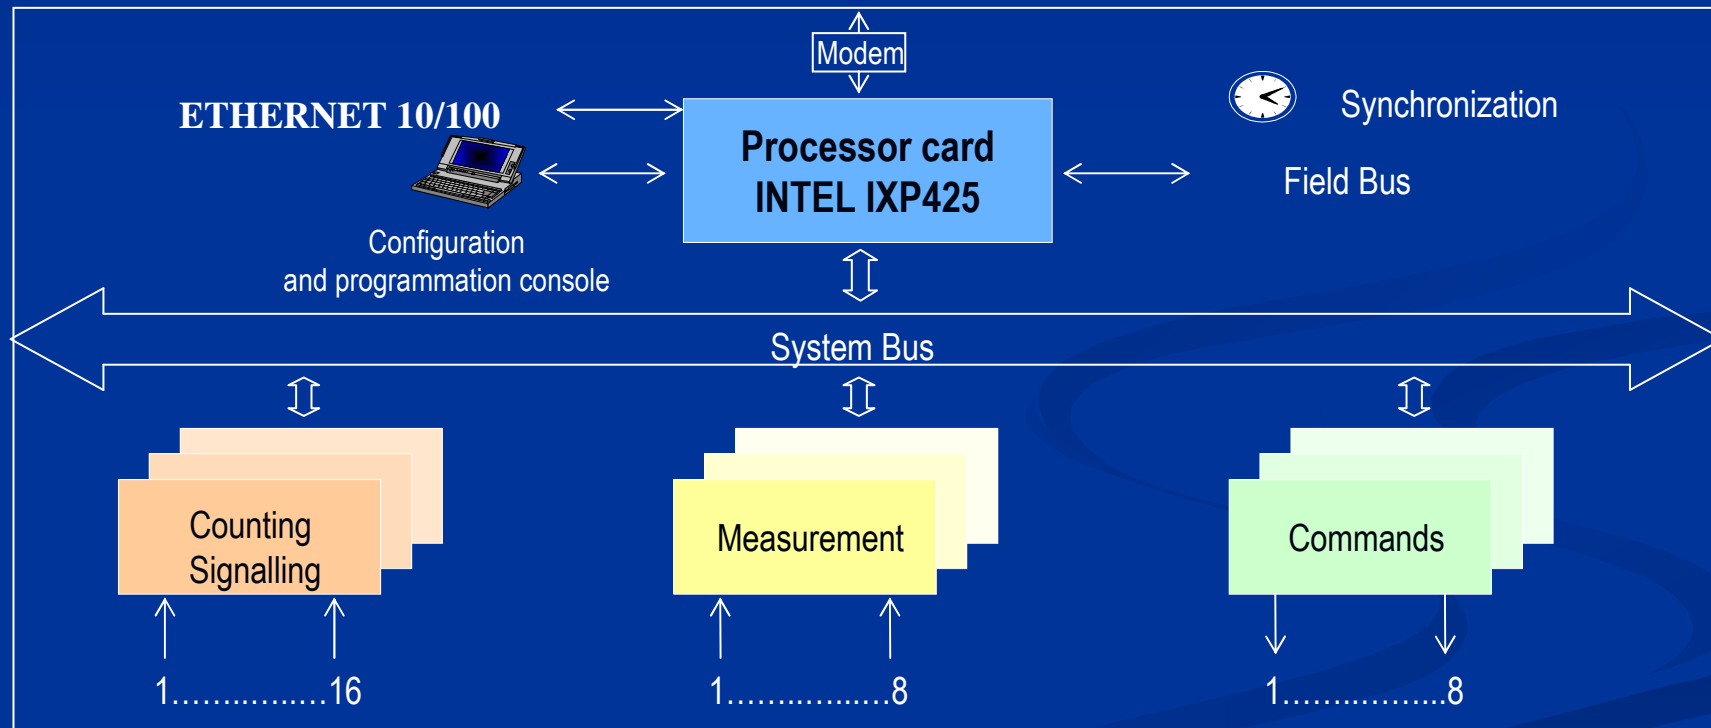 Modem
ETHERNET 10/100
Processor card
INTEL IXP425
Synchronization
Field Bus
Configuration
and programmation console
System Bus
Counting
Signalling
Measurement
Commands
1……..…..…16
1……..…...…8
1……...……...8